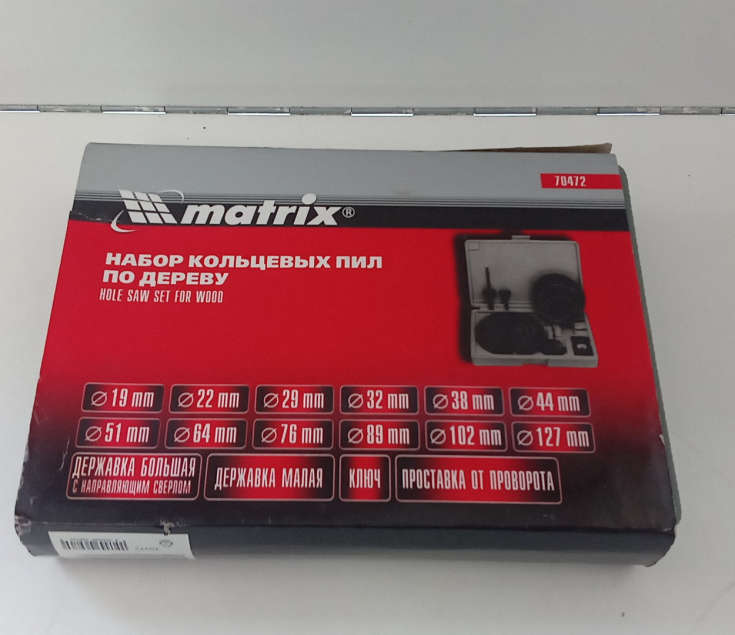 70472
matrix®
НАБОР КОЛЬЦЕВЫХ ПИЛ
ПО ДЕРЕВУ
HOLE SAW SET FOR WOOD
⌀ 19 mm ⌀ 22 mm ⌀ 29 mm ⌀ 32 mm ⌀ 38 mm ⌀ 44 mm
⌀ 51 mm ⌀ 64 mm ⌀ 76 mm ⌀ 89 mm ⌀ 102 mm ⌀ 127 mm
ДЕРЖАВКА БОЛЬШАЯ
С НАПРАВЛЯЮЩИМ СВЕРЛОМ
ДЕРЖАВКА МАЛАЯ
КЛЮЧ
ПРОСТАВКА ОТ ПРОВОРОТА